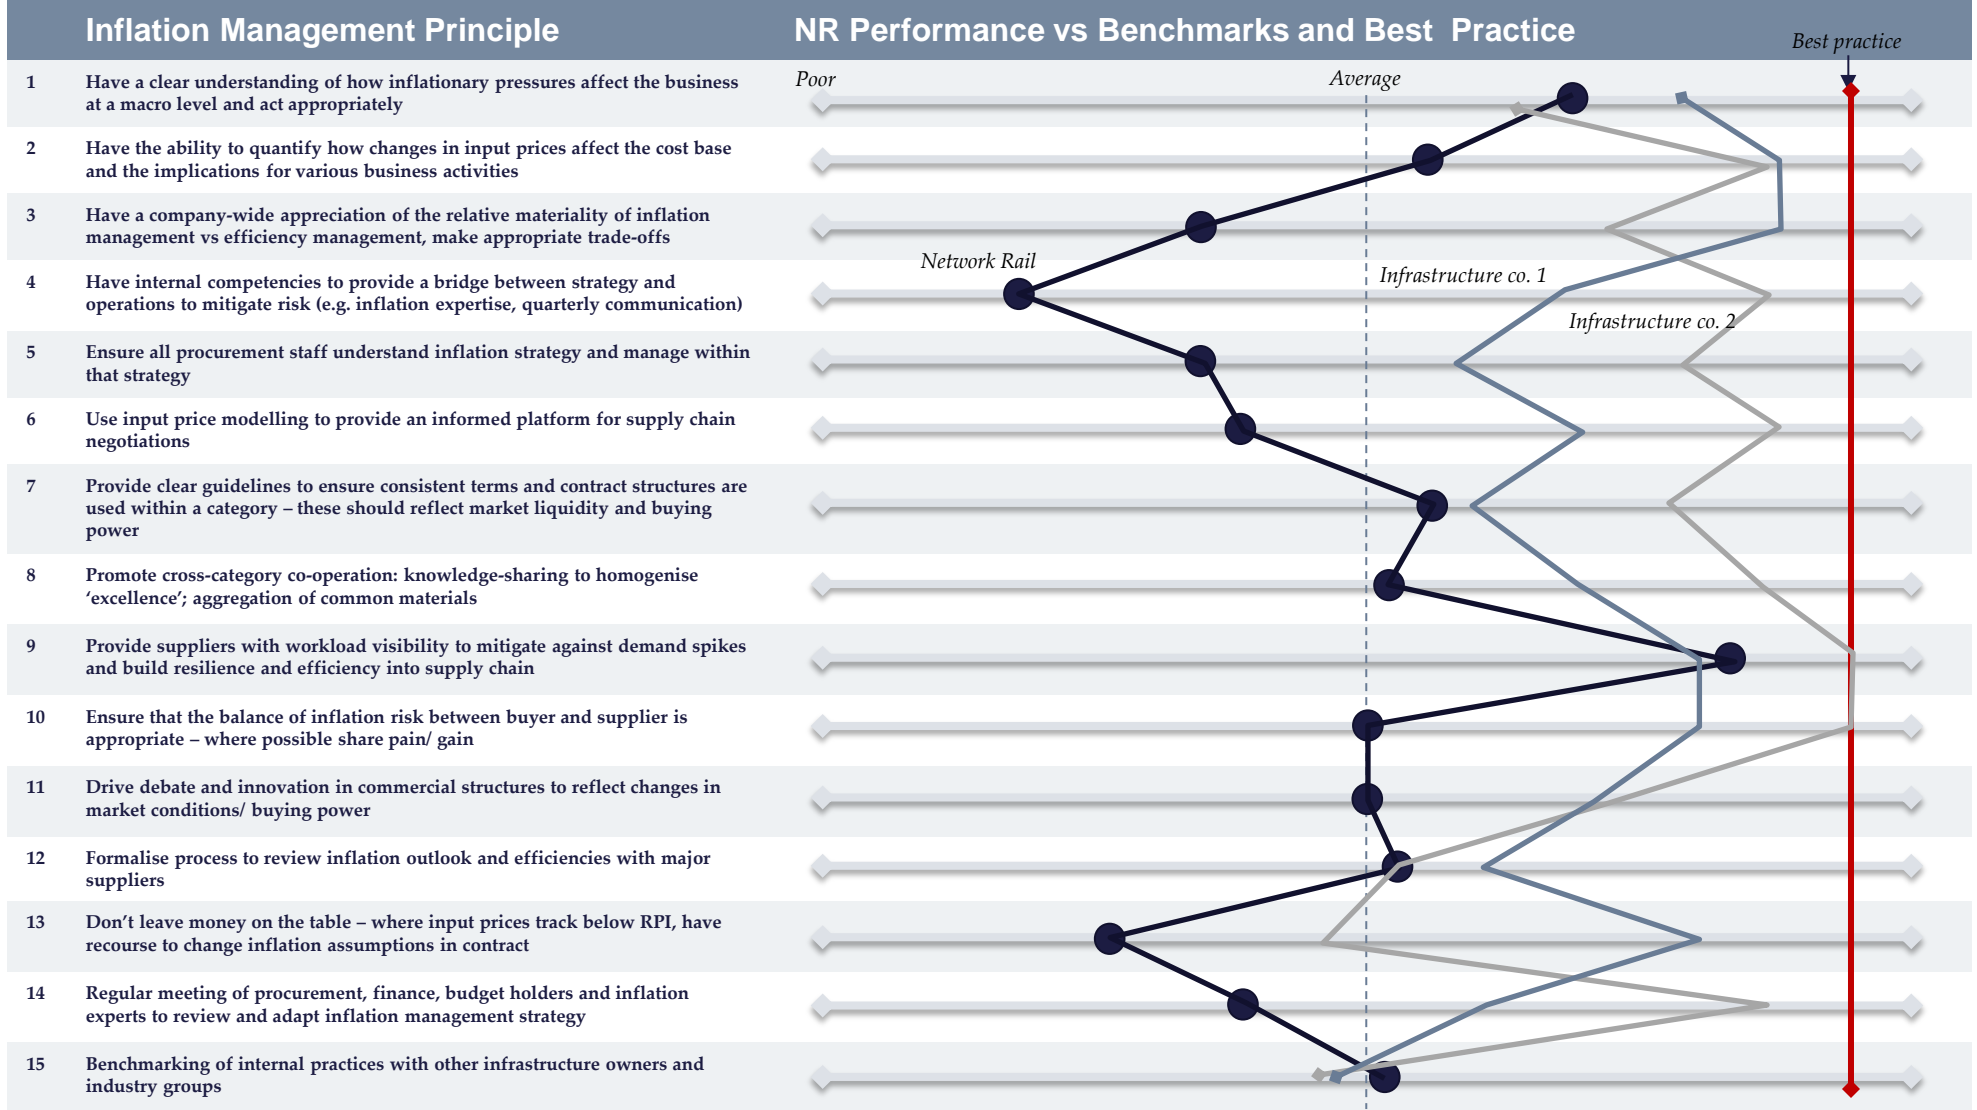 Inflation Management Principle
NR Performance vs Benchmarks and Best Practice
Best practice
Poor
Average
1 Have a clear understanding of how inflationary pressures affect the business
at a macro level and act appropriately
2 Have the ability to quantify how changes in input prices affect the cost base
and the implications for various business activities
3 Have a company-wide appreciation of the relative materiality of inflation
management vs efficiency management, make appropriate trade-offs
Network Rail
Infrastructure co. 1
4 Have internal competencies to provide a bridge between strategy and
operations to mitigate risk (e.g. inflation expertise, quarterly communication)
Infrastructure co. 2
5 Ensure all procurement staff understand inflation strategy and manage within
that strategy
6 Use input price modelling to provide an informed platform for supply chain
negotiations
7 Provide clear guidelines to ensure consistent terms and contract structures are
used within a category – these should reflect market liquidity and buying
power
8 Promote cross-category co-operation: knowledge-sharing to homogenise
‘excellence’; aggregation of common materials
9 Provide suppliers with workload visibility to mitigate against demand spikes
and build resilience and efficiency into supply chain
10 Ensure that the balance of inflation risk between buyer and supplier is
appropriate – where possible share pain/ gain
11 Drive debate and innovation in commercial structures to reflect changes in
market conditions/ buying power
12 Formalise process to review inflation outlook and efficiencies with major
suppliers
13 Don’t leave money on the table – where input prices track below RPI, have
recourse to change inflation assumptions in contract
14 Regular meeting of procurement, finance, budget holders and inflation
experts to review and adapt inflation management strategy
15 Benchmarking of internal practices with other infrastructure owners and
industry groups